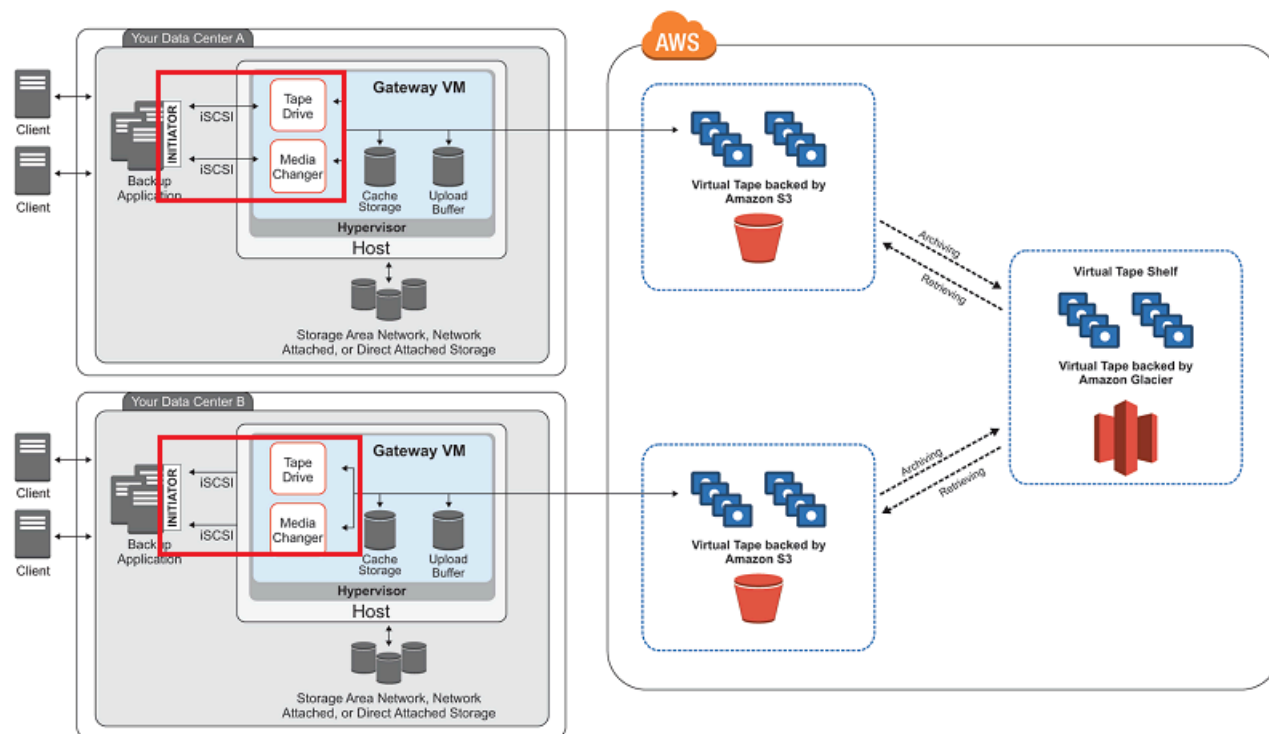 Your Data Center A
Client
Client
Backup
Application
INITIATOR
iSCSI
iSCSI
Gateway VM
Tape
Drive
Media
Changer
Cache
Storage
Upload
Buffer
Hypervisor
Host
Storage Area Network, Network
Attached, or Direct Attached Storage
Your Data Center B
Client
Client
Backup
Application
INITIATOR
iSCSI
iSCSI
Gateway VM
Tape
Drive
Media
Changer
Cache
Storage
Upload
Buffer
Hypervisor
Host
Storage Area Network, Network
Attached, or Direct Attached Storage
AWS
Virtual Tape backed by
Amazon S3
Archiving
Retrieving
Virtual Tape Shelf
Virtual Tape backed by
Amazon Glacier
Archiving
Retrieving
Virtual Tape backed by
Amazon S3